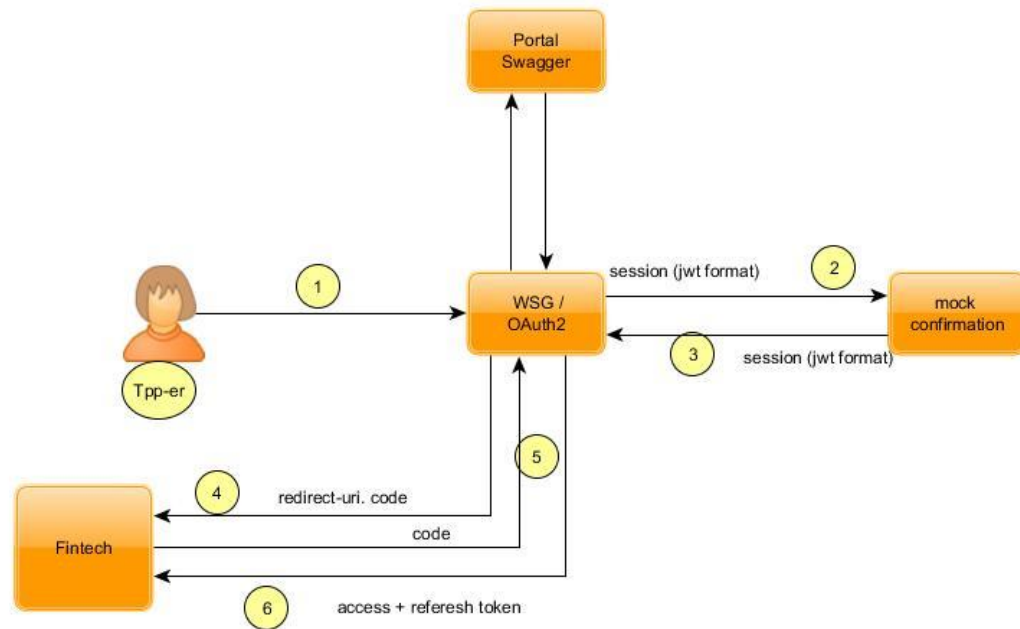 Portal
Swagger
session (jwt format)
2
1
WSG /
OAuth2
mock
confirmation
3
session (jwt format)
Tpp-er
5
4
redirect-uri. code
code
Fintech
6
access + referesh token